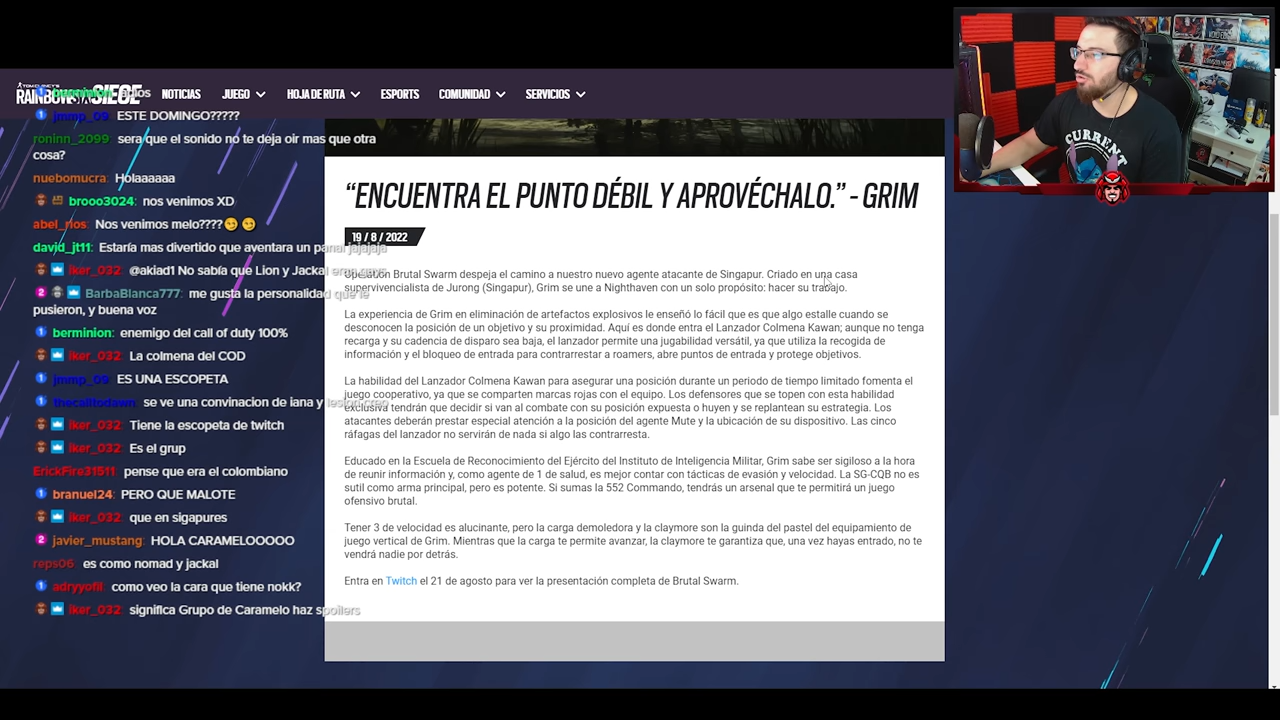 RAINBOW SIX SIEGE
NOTICIAS
JUEGO
HOJA DE RUTA
ESPORTS
COMUNIDAD
SERVICIOS
jmmp_09: ESTE DOMINGO?????
roninn_2099: sera que el sonido no te deja oir mas que otra
cosa?
nuebomucra: Holaaaaaa
brooo3024: nos venimos XD
abel_rios: Nos venimos melo????😏 😏
david_jt11: Estaría mas divertido que aventara un panal jajajaja
iker_032: @akiad1 No sabía que Lion y Jackal eran gays
BarbaBlanca777: me gusta la personalidad que le
pusieron, y buena voz
berminion: enemigo del call of duty 100%
iker_032: La colmena del COD
jmmp_09: ES UNA ESCOPETA
thecalltodawn: se ve una convinacion de iana y lesion creo
iker_032: Tiene la escopeta de twitch
iker_032: Es el grup
ErickFire31511: pense que era el colombiano
branuel24: PERO QUE MALOTE
iker_032: que en sigapures
javier_mustang: HOLA CARAMELOOOOO
reps06: es como nomad y jackal
adryyofil: como veo la cara que tiene nokk?
iker_032: significa Grupo de Caramelo haz spoilers
“ENCUENTRA EL PUNTO DÉBIL Y APROVÉCHALO.” - GRIM
19 / 8 / 2022
Operation Brutal Swarm despeja el camino a nuestro nuevo agente atacante de Singapur. Criado en una casa
supervivencialista de Jurong (Singapur), Grim se une a Nighthaven con un solo propósito: hacer su trabajo.
La experiencia de Grim en eliminación de artefactos explosivos le enseñó lo fácil que es que algo estalle cuando se
desconocen la posición de un objetivo y su proximidad. Aquí es donde entra el Lanzador Colmena Kawan; aunque no tenga
recarga y su cadencia de disparo sea baja, el lanzador permite una jugabilidad versátil, ya que utiliza la recogida de
información y el bloqueo de entrada para contrarrestar a roamers, abre puntos de entrada y protege objetivos.
La habilidad del Lanzador Colmena Kawan para asegurar una posición durante un periodo de tiempo limitado fomenta el
juego cooperativo, ya que se comparten marcas rojas con el equipo. Los defensores que se topen con esta habilidad
exclusiva tendrán que decidir si van al combate con su posición expuesta o huyen y se replantean su estrategia. Los
atacantes deberán prestar especial atención a la posición del agente Mute y la ubicación de su dispositivo. Las cinco
ráfagas del lanzador no servirán de nada si algo las contrarresta.
Educado en la Escuela de Reconocimiento del Ejército del Instituto de Inteligencia Militar, Grim sabe ser sigiloso a la hora
de reunir información y, como agente de 1 de salud, es mejor contar con tácticas de evasión y velocidad. La SG-CQB no es
sutil como arma principal, pero es potente. Si sumas la 552 Commando, tendrás un arsenal que te permitirá un juego
ofensivo brutal.
Tener 3 de velocidad es alucinante, pero la carga demoledora y la claymore son la guinda del pastel del equipamiento de
juego vertical de Grim. Mientras que la carga te permite avanzar, la claymore te garantiza que, una vez hayas entrado, no te
vendrá nadie por detrás.
Entra en Twitch el 21 de agosto para ver la presentación completa de Brutal Swarm.
CURRENT